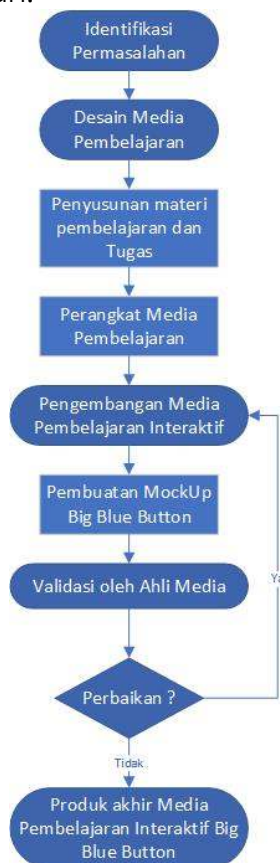 Identifikasi
Permasalahan
Desain Media
Pembelajaran
Penyusunan materi
pembelajaran dan
Tugas
Perangkat Media
Pembelajaran
Pengembangan Media
Pembelajaran Interaktif
Pembuatan MockUp
Big Blue Button
Validasi oleh Ahli Media
Ya
Perbaikan ?
Tidak
Produk akhir Media
Pembelajaran Interaktif Big
Blue Button